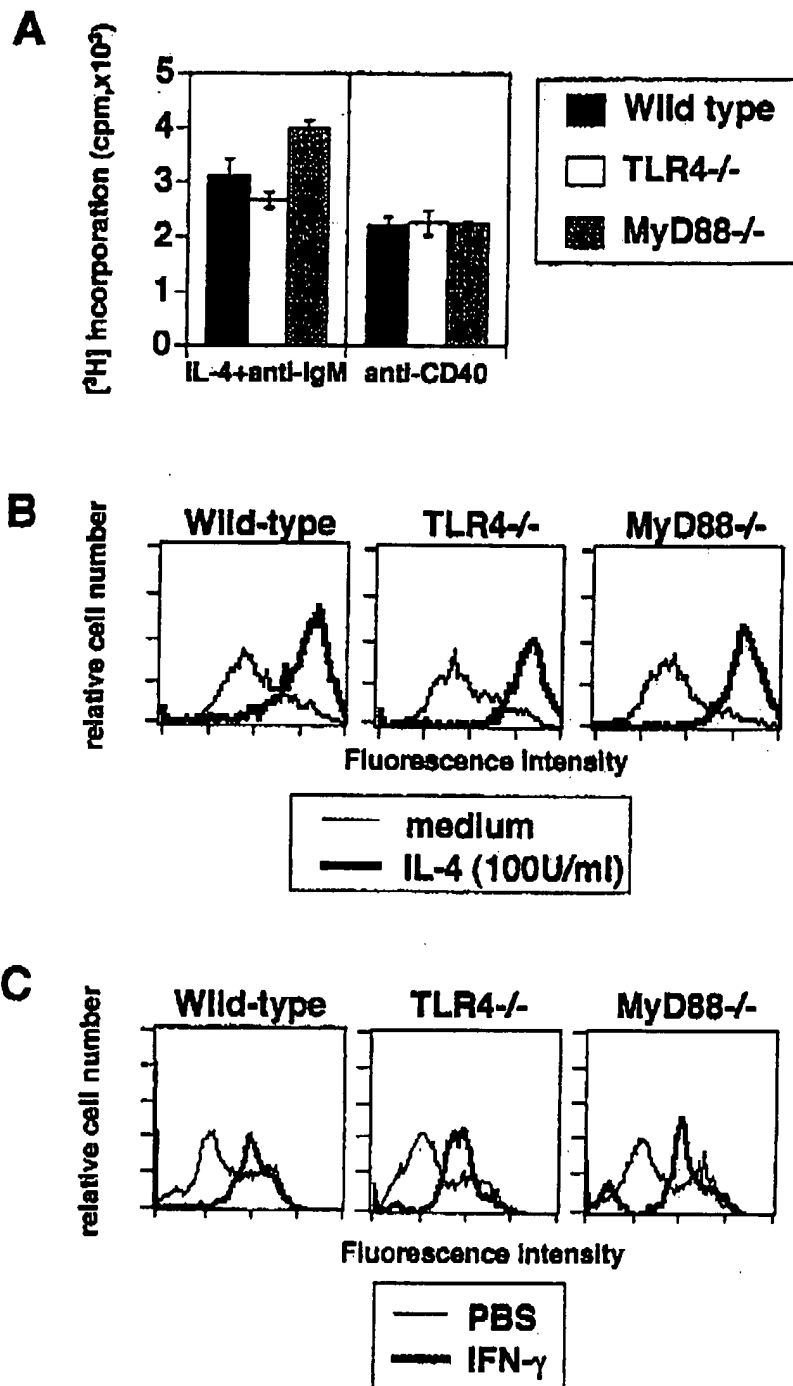 A
[³H] incorporation (cpm,x10³)
5
4
3
2
1
0
IL-4+anti-IgM anti-CD40
Wild type
TLR4-/-
MyD88-/-
B
relative cell number
Wild-type TLR4-/- MyD88-/-
Fluorescence intensity
medium
IL-4 (100U/ml)
C
relative cell number
Wild-type TLR4-/- MyD88-/-
Fluorescence intensity
PBS
IFN-γ